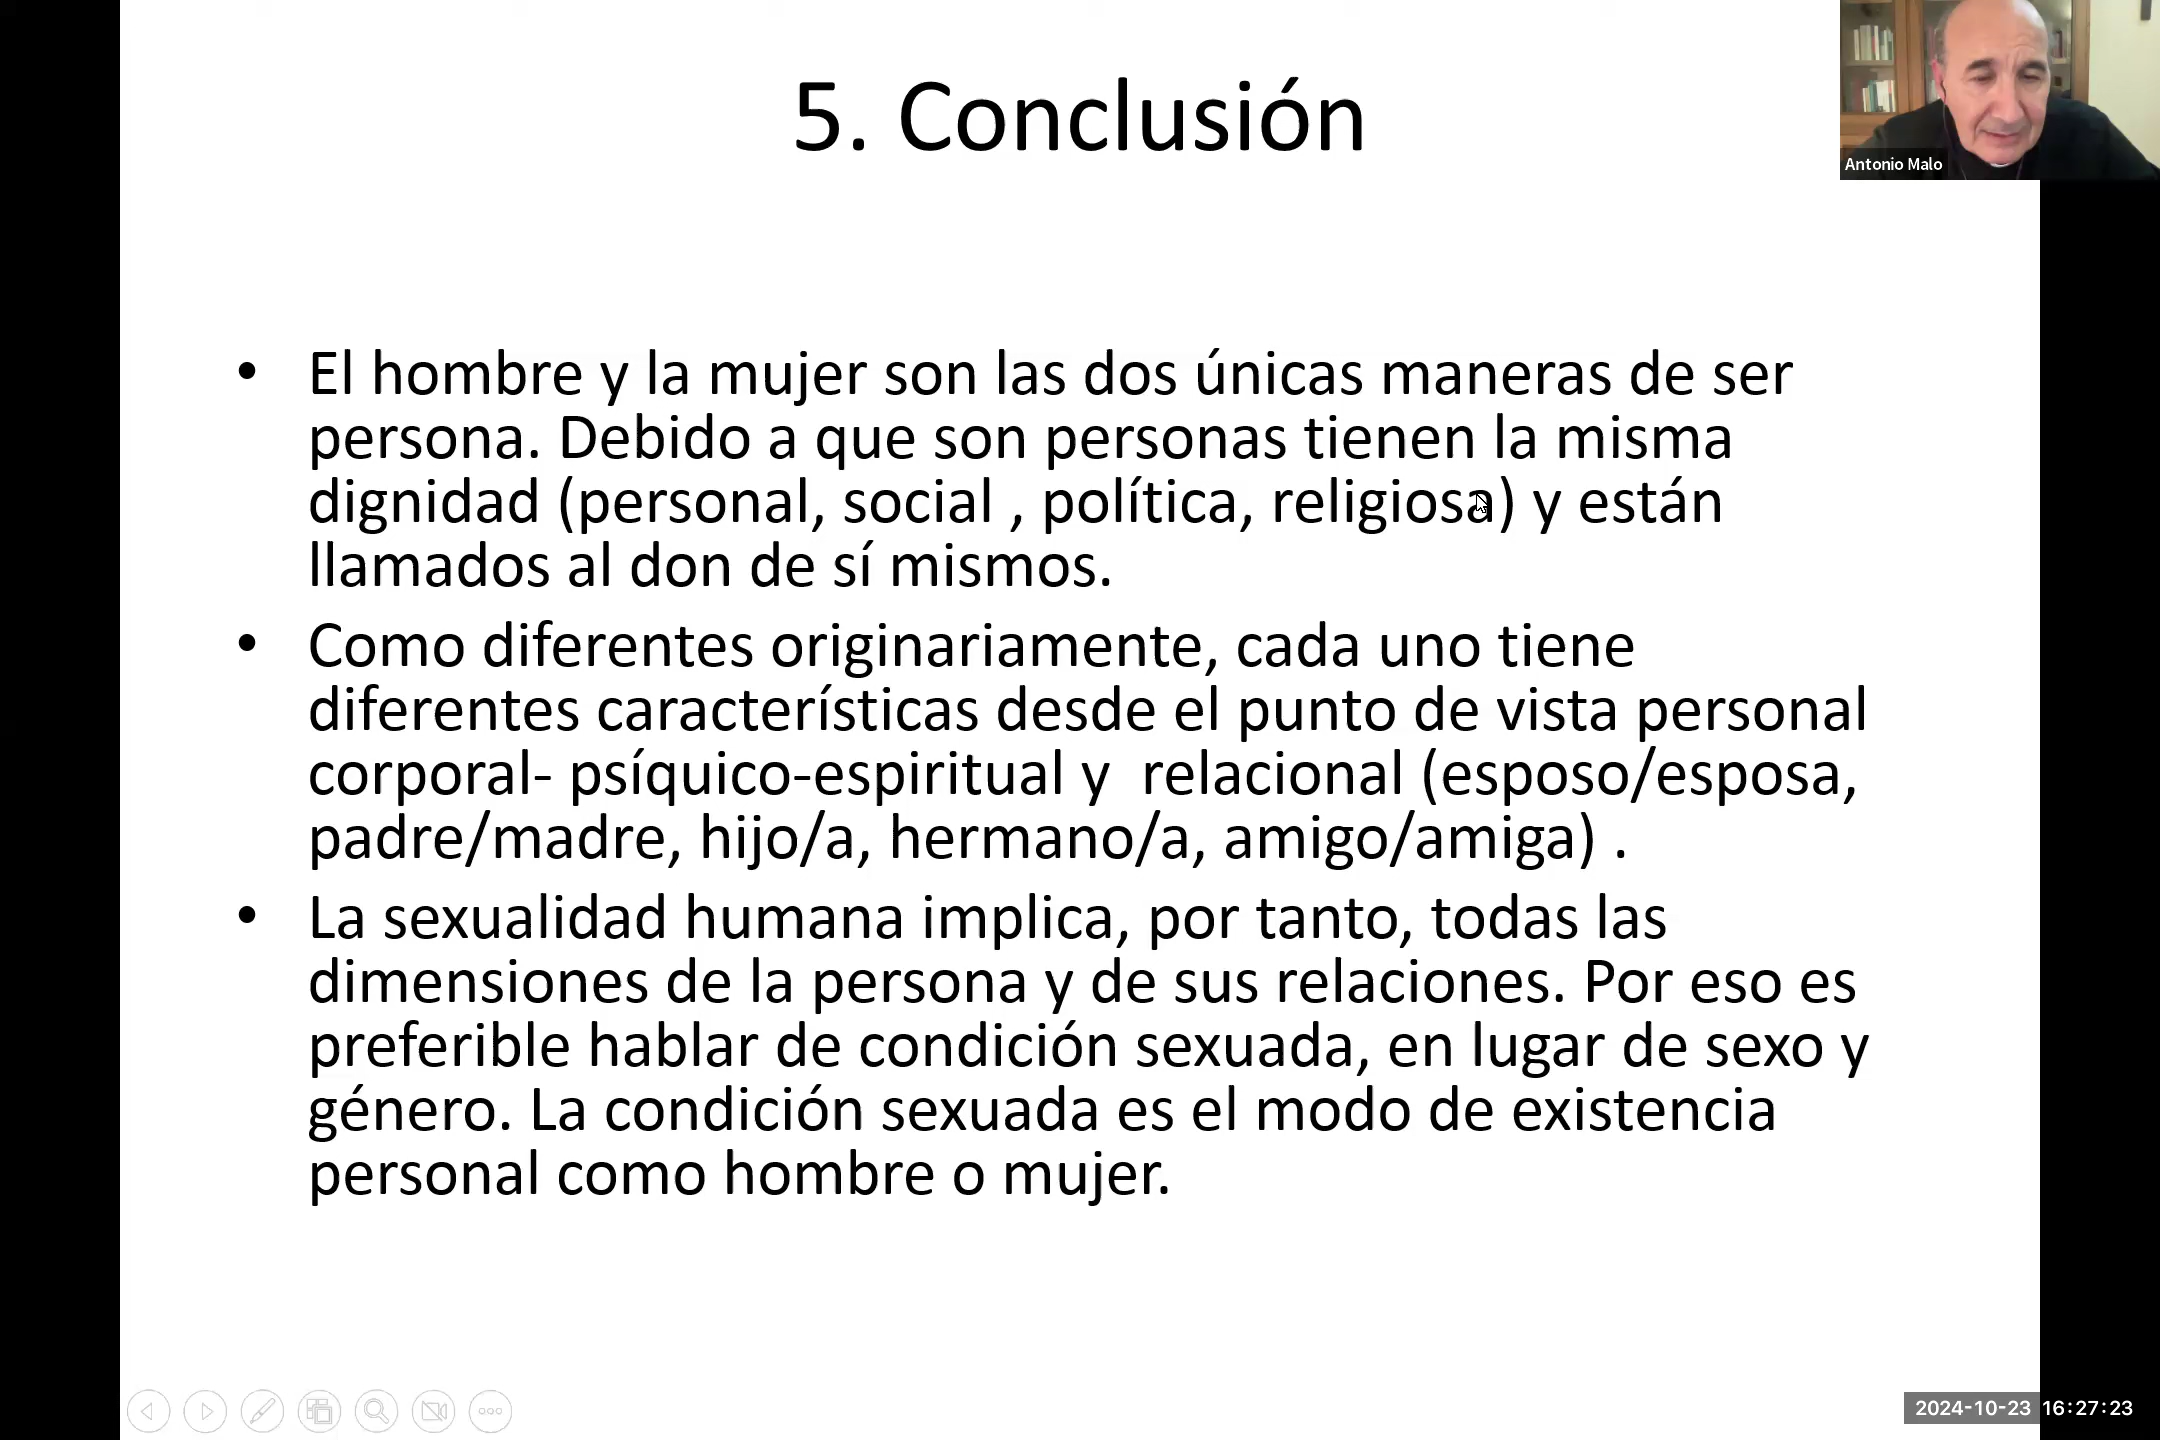 5. Conclusión
Antonio Malo
• El hombre y la mujer son las dos únicas maneras de ser
persona. Debido a que son personas tienen la misma
dignidad (personal, social , política, religiosa) y están
llamados al don de sí mismos.
• Como diferentes originariamente, cada uno tiene
diferentes características desde el punto de vista personal
corporal- psíquico-espiritual y  relacional (esposo/esposa,
padre/madre, hijo/a, hermano/a, amigo/amiga) .
• La sexualidad humana implica, por tanto, todas las
dimensiones de la persona y de sus relaciones. Por eso es
preferible hablar de condición sexuada, en lugar de sexo y
género. La condición sexuada es el modo de existencia
personal como hombre o mujer.
2024-10-23 16:27:23